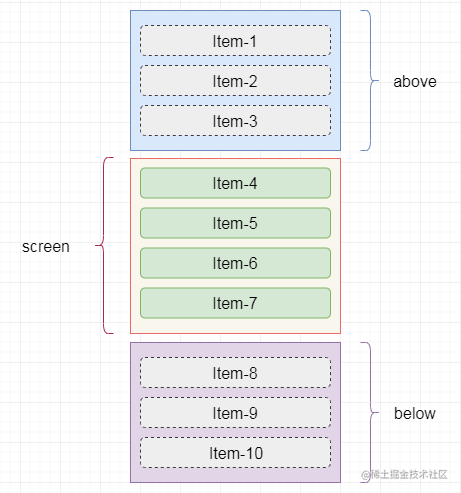 Item-1
Item-2
above
Item-3
Item-4
Item-5
screen
Item-6
Item-7
Item-8
Item-9
below
Item-10
@稀土掘金技术社区